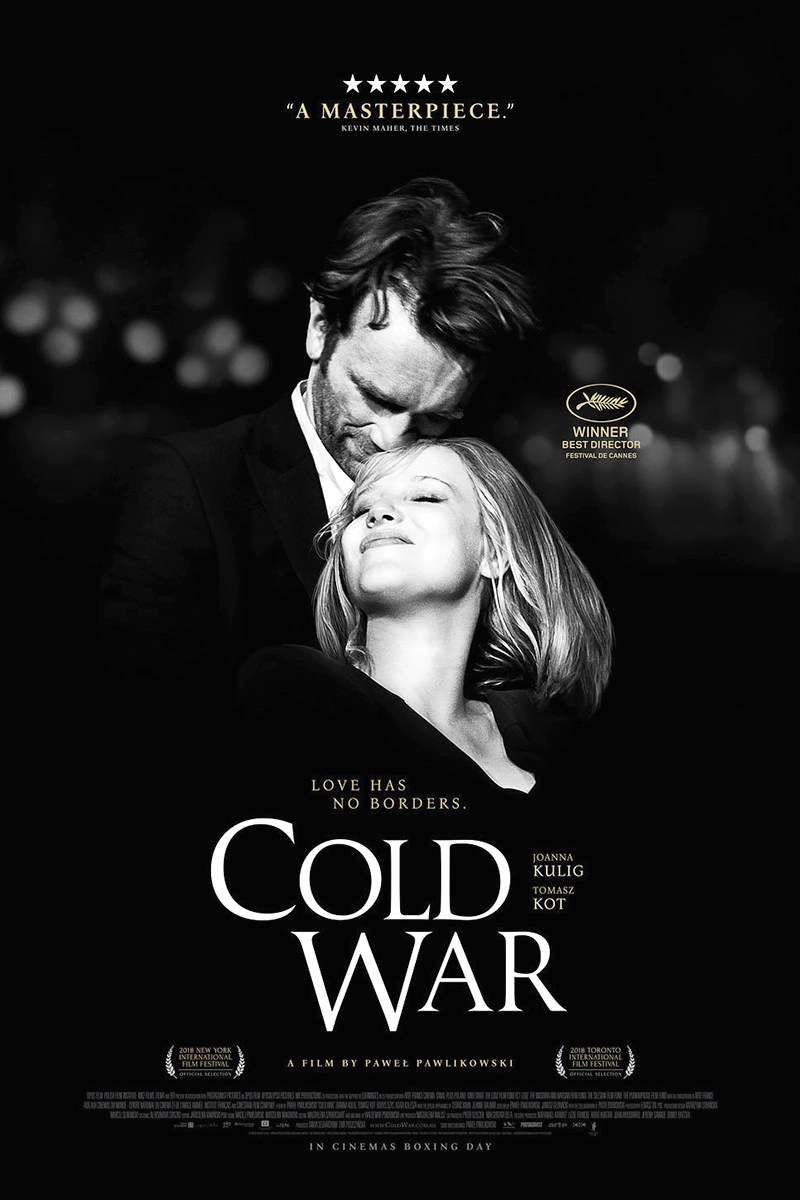 “A MASTERPIECE.”
KEVIN MAHER, THE TIMES
WINNER
BEST DIRECTOR
FESTIVAL DE CANNES
LOVE HAS
NO BORDERS.
COLD
WAR
JOANNA
KULIG
TOMASZ
KOT
2018 NEW YORK
INTERNATIONAL
FILM FESTIVAL
OFFICIAL SELECTION
A FILM BY PAWEŁ PAWLIKOWSKI
2018 TORONTO
INTERNATIONAL
FILM FESTIVAL
OFFICIAL SELECTION
WWW.COLDWAR.COM.AU
IN CINEMAS BOXING DAY